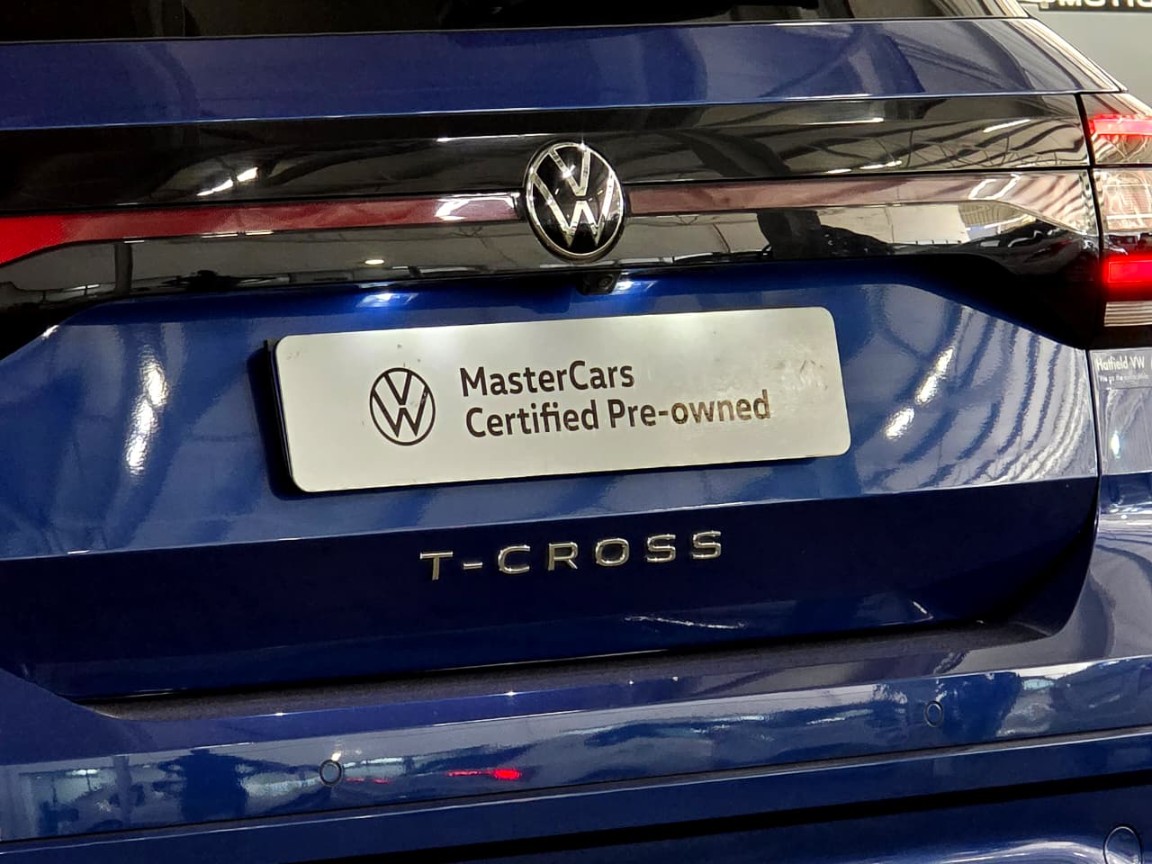 MasterCars
Certified Pre-owned
T-CROSS
Hatfield VW